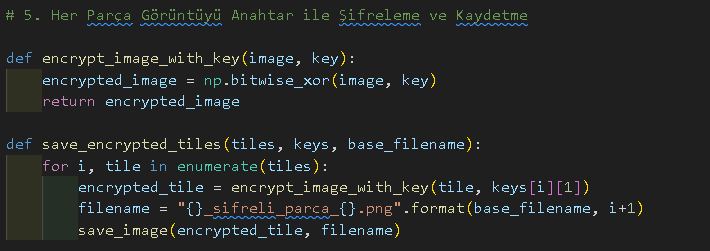 # 5. Her Parça Görüntüyü Anahtar ile Şifreleme ve Kaydetme
def encrypt_image_with_key(image, key):
    encrypted_image = np.bitwise_xor(image, key)
    return encrypted_image
def save_encrypted_tiles(tiles, keys, base_filename):
    for i, tile in enumerate(tiles):
        encrypted_tile = encrypt_image_with_key(tile, keys[i][1])
        filename = "{}_sifreli_parca_{}.png".format(base_filename, i+1)
        save_image(encrypted_tile, filename)